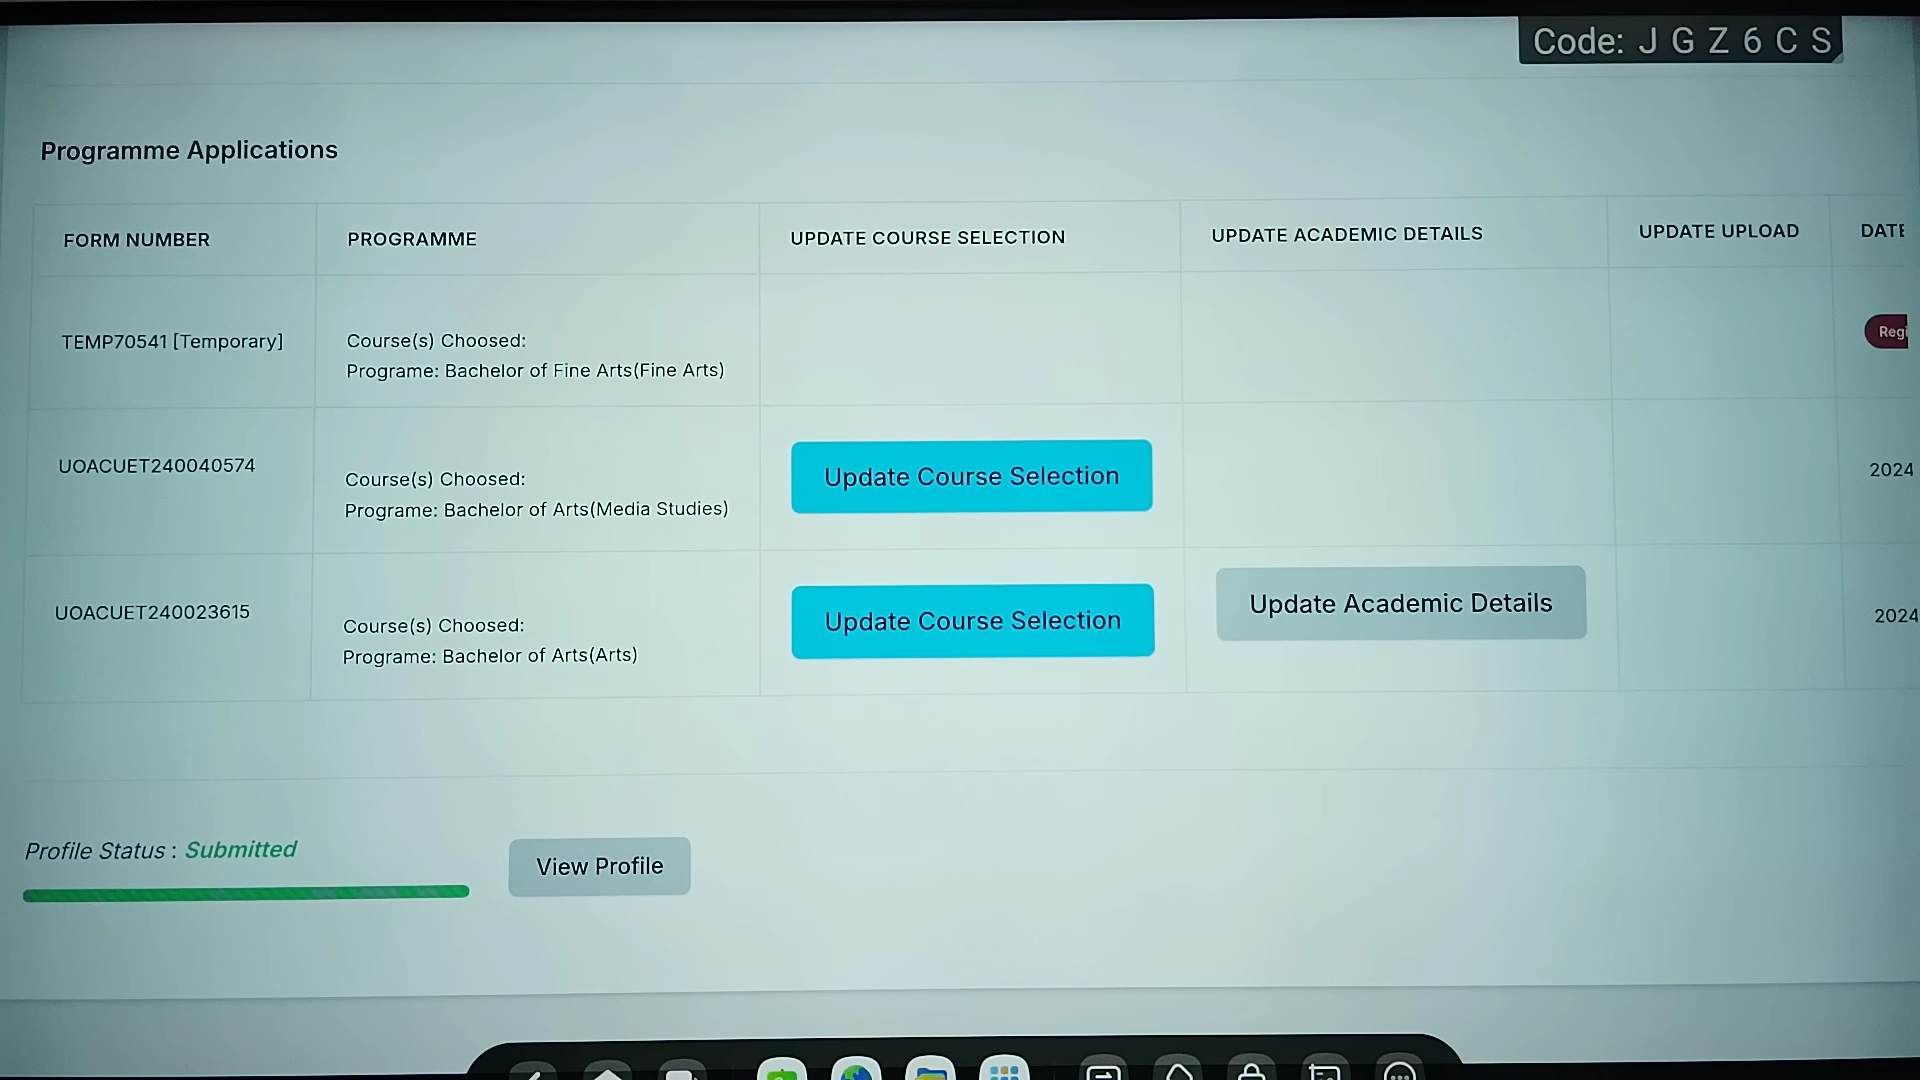 Code: J G Z 6 C S
Programme Applications
FORM NUMBER PROGRAMME UPDATE COURSE SELECTION UPDATE ACADEMIC DETAILS UPDATE UPLOAD DATE
TEMP70541 [Temporary]
Course(s) Choosed:
Programe: Bachelor of Fine Arts(Fine Arts)
Regi
UOACUET240040574
Course(s) Choosed:
Programe: Bachelor of Arts(Media Studies)
Update Course Selection
2024
UOACUET240023615
Course(s) Choosed:
Programe: Bachelor of Arts(Arts)
Update Course Selection
Update Academic Details
2024
Profile Status : Submitted
View Profile